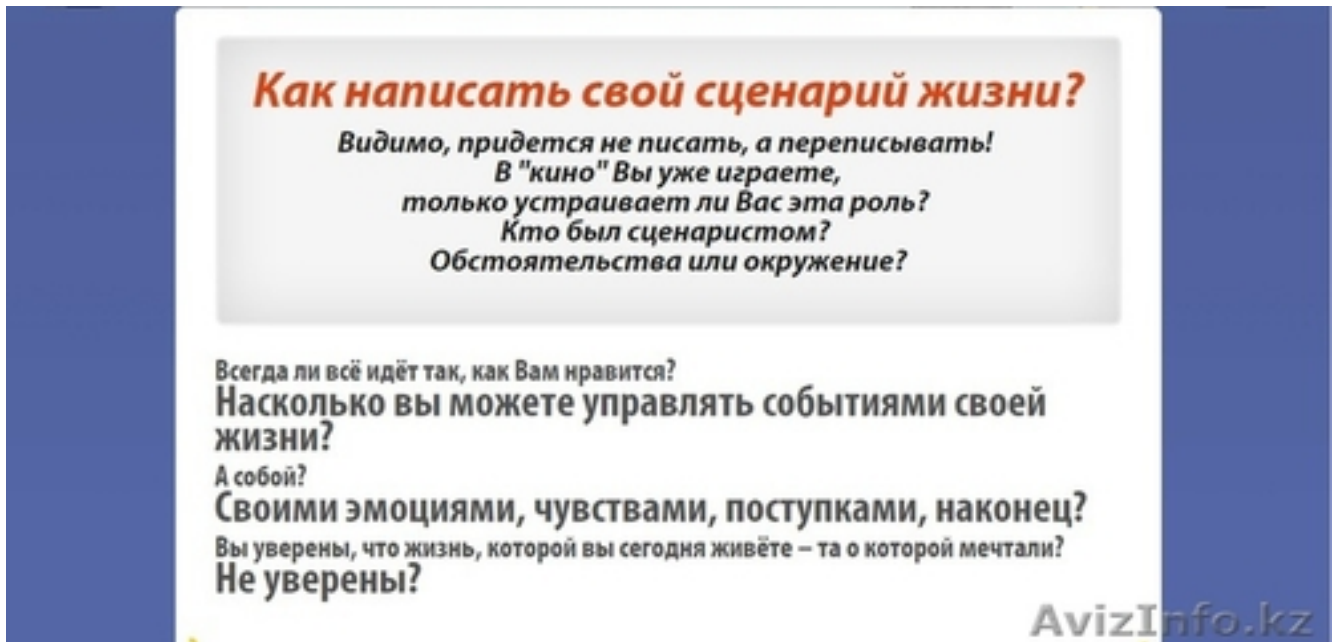 Как написать свой сценарий жизни?
Видимо, придется не писать, а переписывать!
В "кино" Вы уже играете,
только устраивает ли Вас эта роль?
Кто был сценаристом?
Обстоятельства или окружение?
Всегда ли всё идёт так, как Вам нравится?
Насколько вы можете управлять событиями своей
жизни?
А собой?
Своими эмоциями, чувствами, поступками, наконец?
Вы уверены, что жизнь, которой вы сегодня живёте – та о которой мечтали?
Не уверены?
AvizInfo.kz